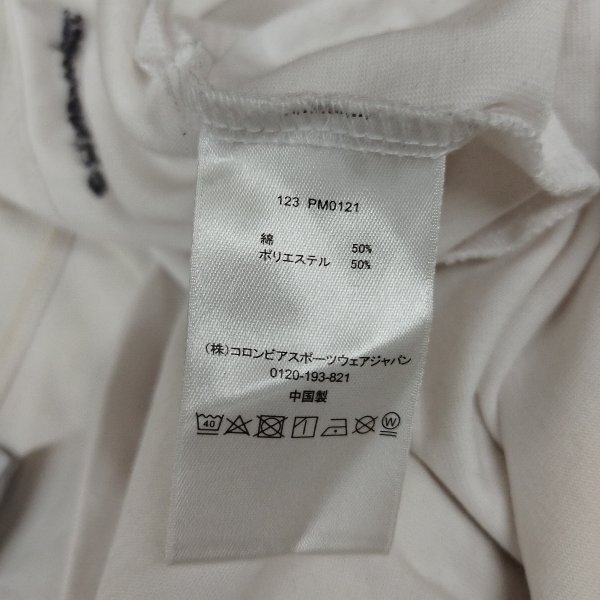 123 PM0121
綿 50%
ポリエステル 50%
(株)コロンビアスポーツウェアジャパン
0120-193-821
中国製
40
W